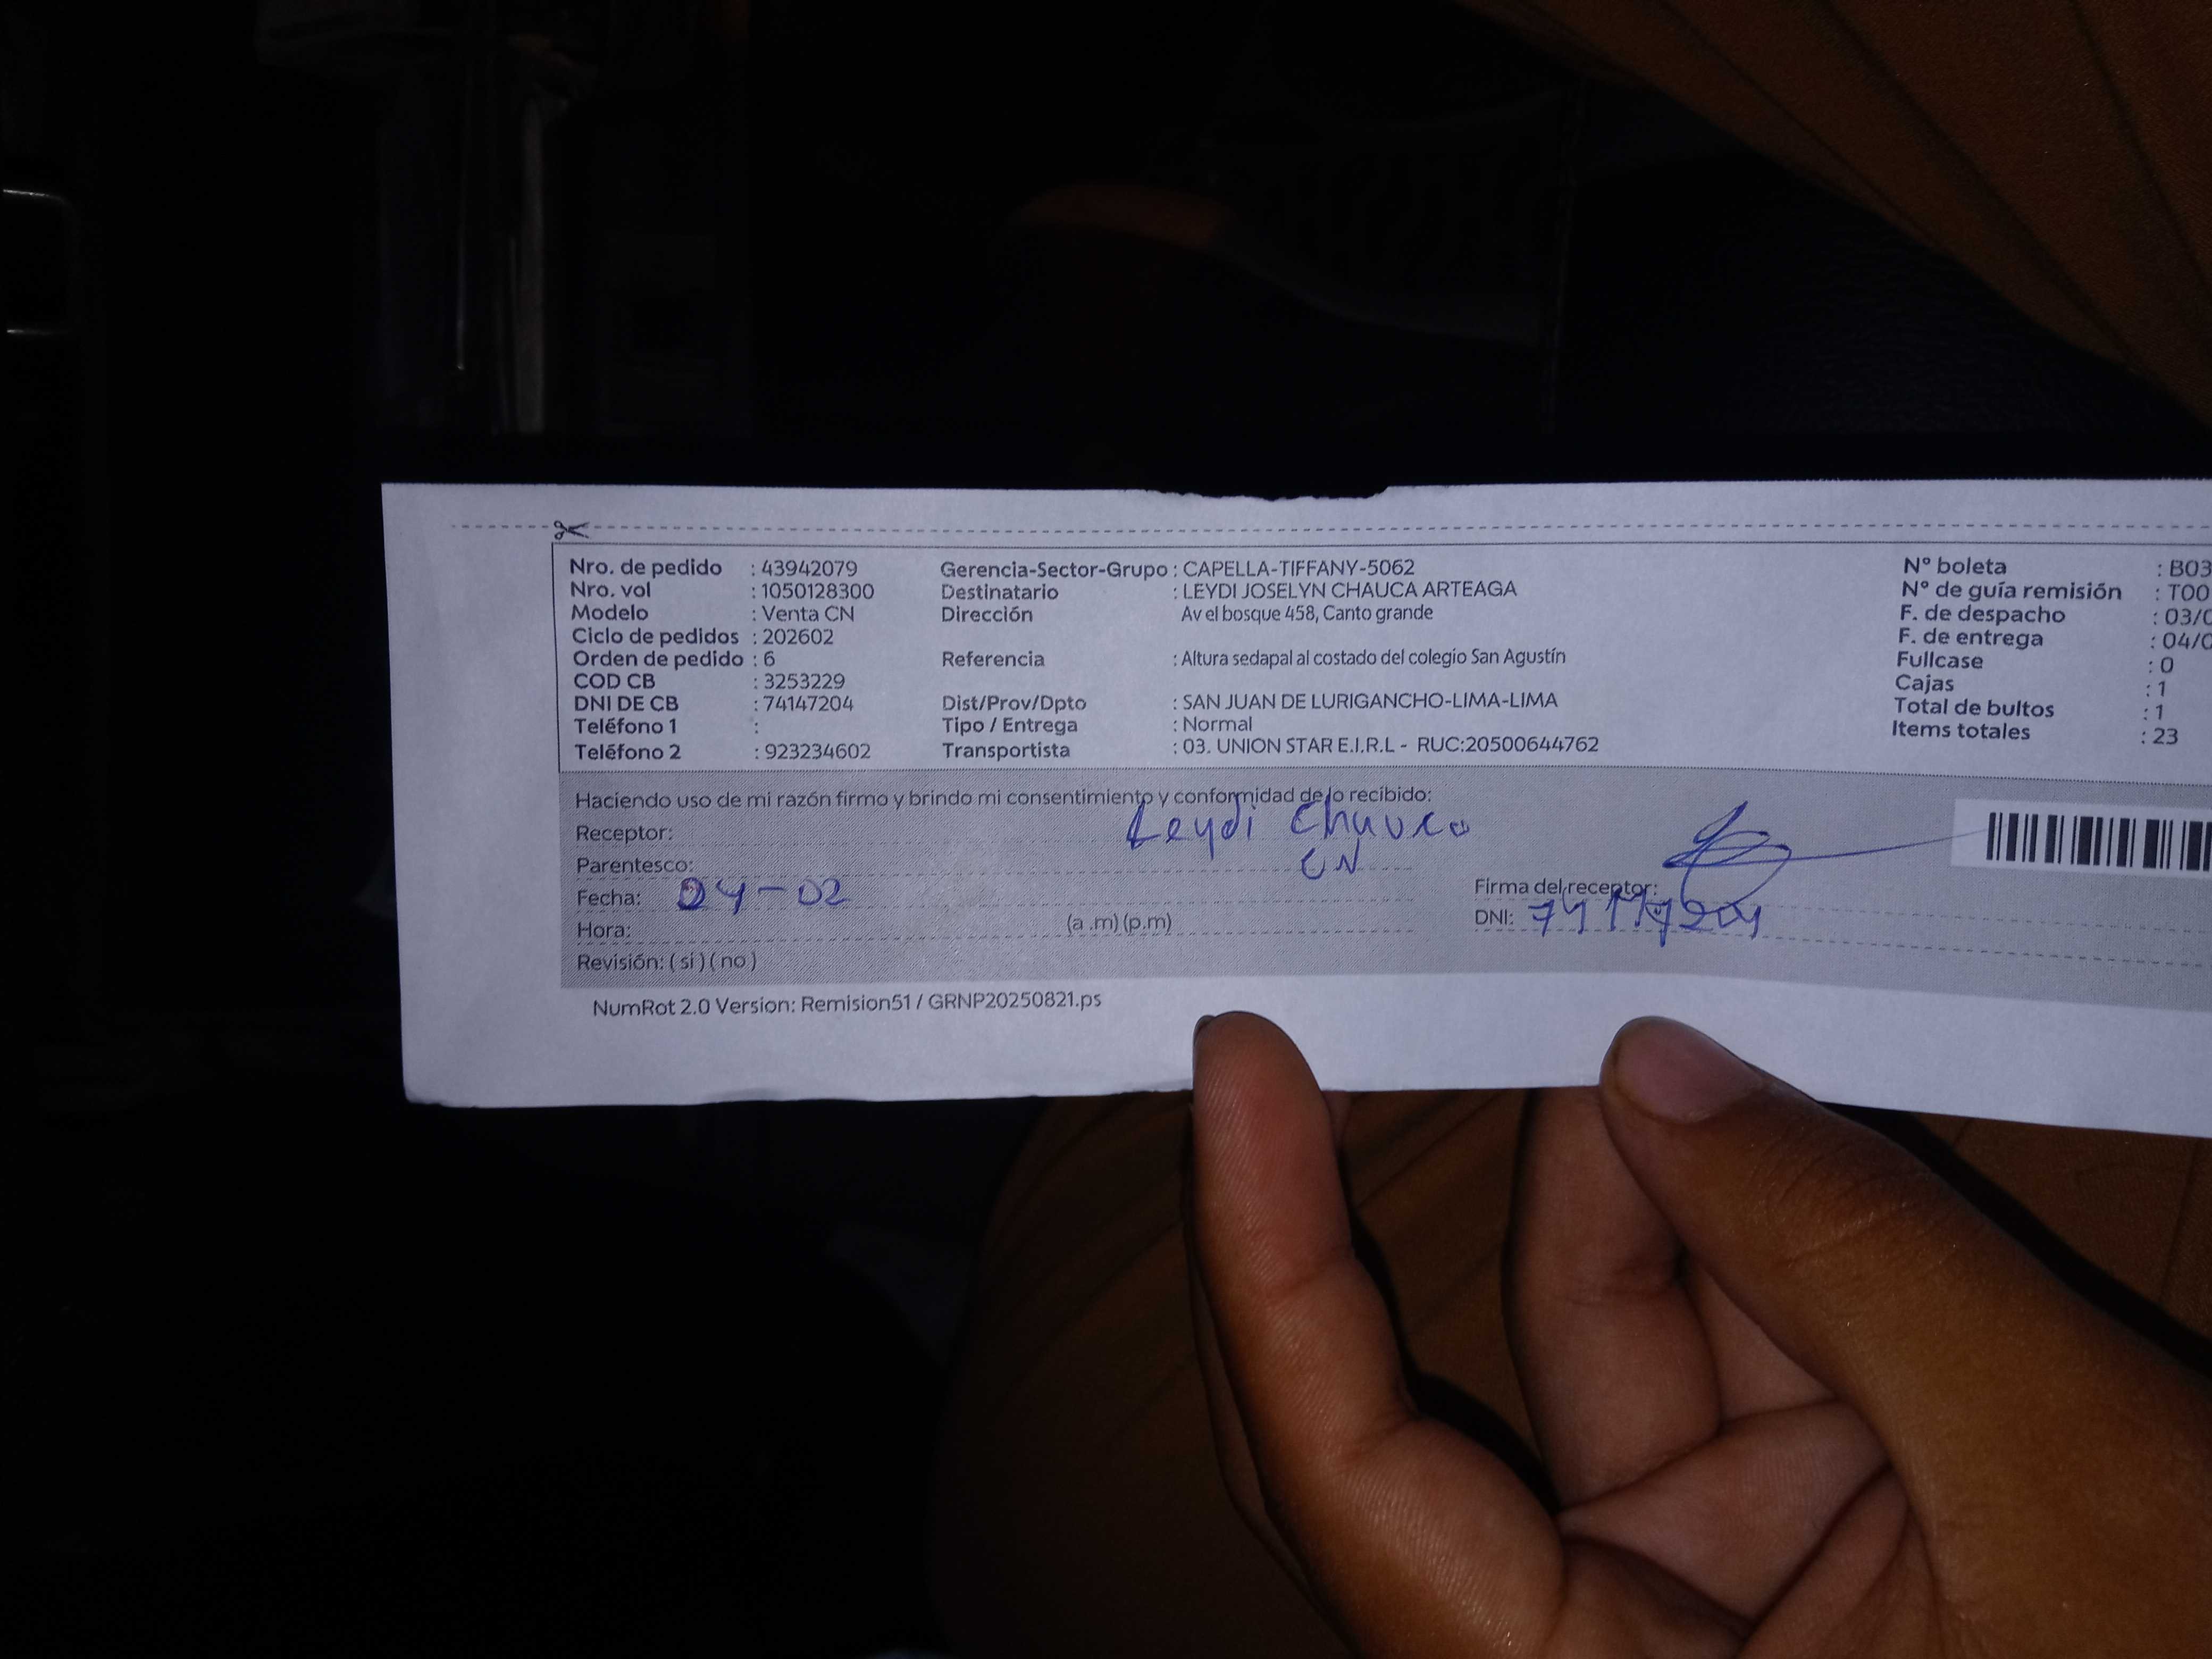 Nro. de pedido : 43942079 Gerencia-Sector-Grupo : CAPELLA-TIFFANY-5062 N° boleta : B03
Nro. vol : 1050128300 Destinatario : LEYDI JOSELYN CHAUCA ARTEAGA N° de guía remisión : T00
Modelo : Venta CN Dirección Av el bosque 458, Canto grande F. de despacho : 03/0
Ciclo de pedidos : 202602 F. de entrega : 04/0
Orden de pedido : 6 Referencia : Altura sedapal al costado del colegio San Agustín Fullcase : 0
COD CB : 3253229 Cajas : 1
DNI DE CB : 74147204 Dist/Prov/Dpto : SAN JUAN DE LURIGANCHO-LIMA-LIMA Total de bultos : 1
Teléfono 1 : Tipo / Entrega : Normal Items totales : 23
Teléfono 2 : 923234602 Transportista : 03. UNION STAR E.I.R.L - RUC:20500644762
Haciendo uso de mi razón firmo y brindo mi consentimiento y conformidad de lo recibido:
Receptor: Leydi Chauca
Parentesco: CN
Fecha: 04-02 Firma del receptor:
Hora: (a .m) (p.m) DNI: 74147204
Revisión: ( si ) ( no )
NumRot 2.0 Version: Remision51 / GRNP20250821.ps